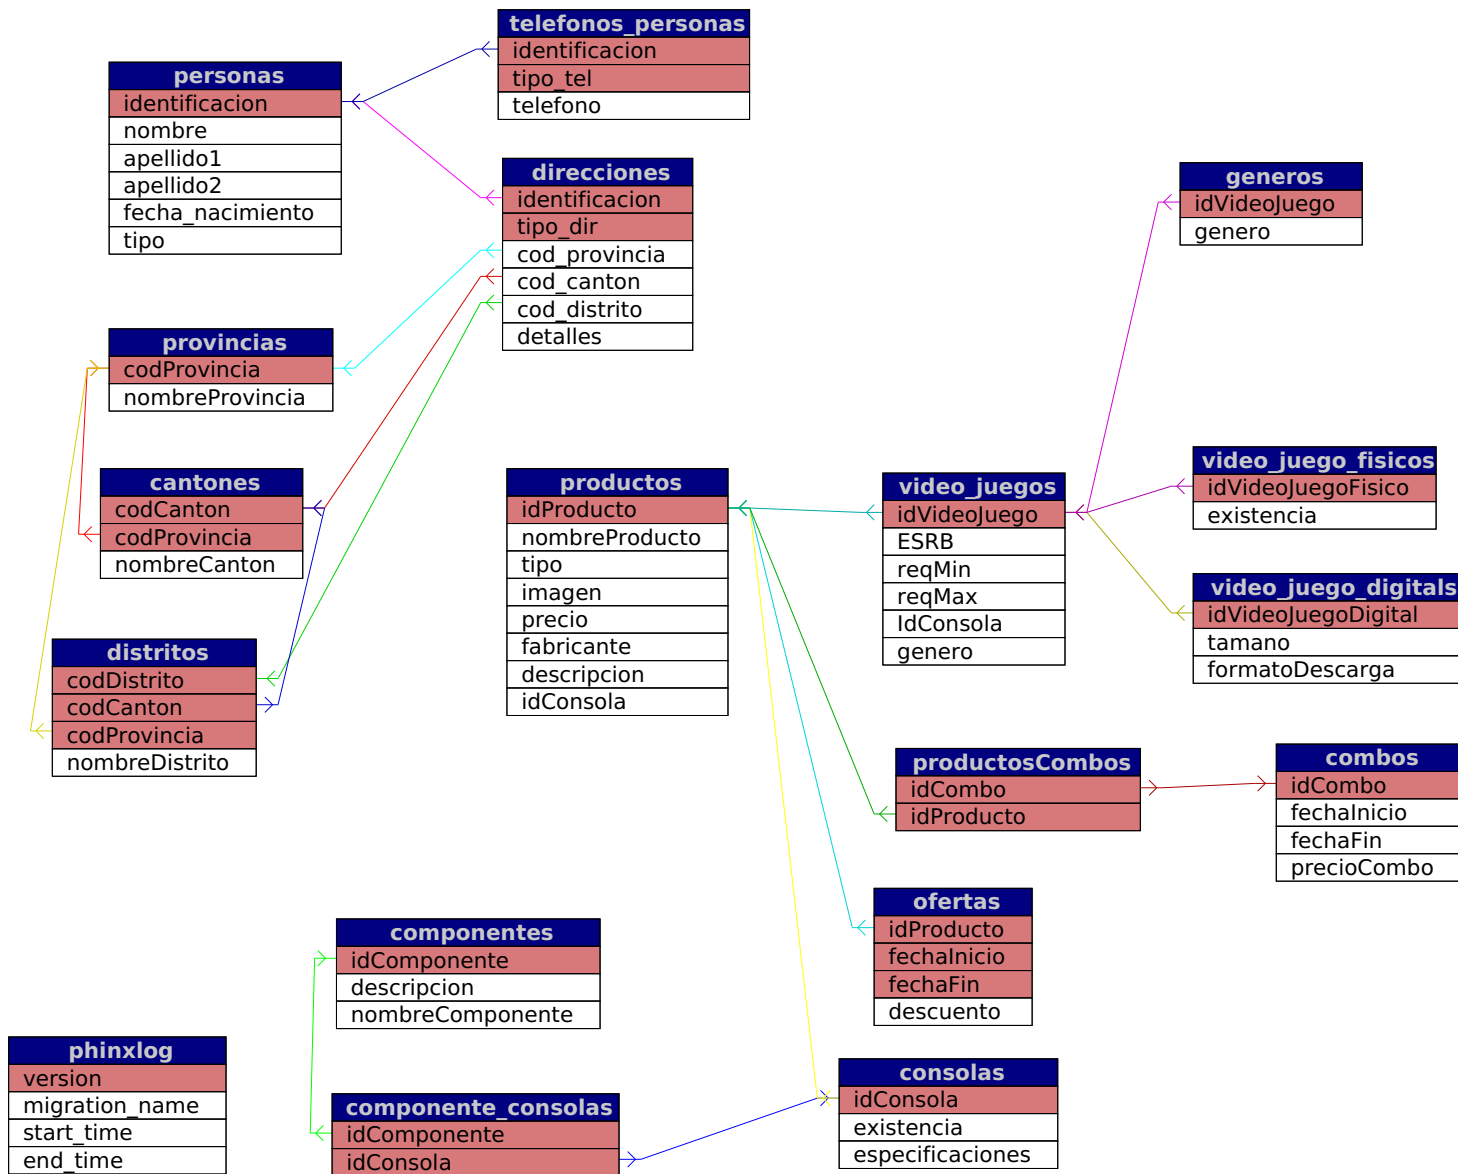 telefonos_personas
identificacion
tipo_tel
telefono
personas
identificacion
nombre
apellido1
apellido2
fecha_nacimiento
tipo
direcciones
identificacion
tipo_dir
cod_provincia
cod_canton
cod_distrito
detalles
generos
idVideoJuego
genero
provincias
codProvincia
nombreProvincia
cantones
codCanton
codProvincia
nombreCanton
distritos
codDistrito
codCanton
codProvincia
nombreDistrito
productos
idProducto
nombreProducto
tipo
imagen
precio
fabricante
descripcion
idConsola
video_juegos
idVideoJuego
ESRB
reqMin
reqMax
IdConsola
genero
video_juego_fisicos
idVideoJuegoFisico
existencia
video_juego_digitals
idVideoJuegoDigital
tamano
formatoDescarga
productosCombos
idCombo
idProducto
combos
idCombo
fechaInicio
fechaFin
precioCombo
ofertas
idProducto
fechaInicio
fechaFin
descuento
componentes
idComponente
descripcion
nombreComponente
phinxlog
version
migration_name
start_time
end_time
componente_consolas
idComponente
idConsola
consolas
idConsola
existencia
especificaciones